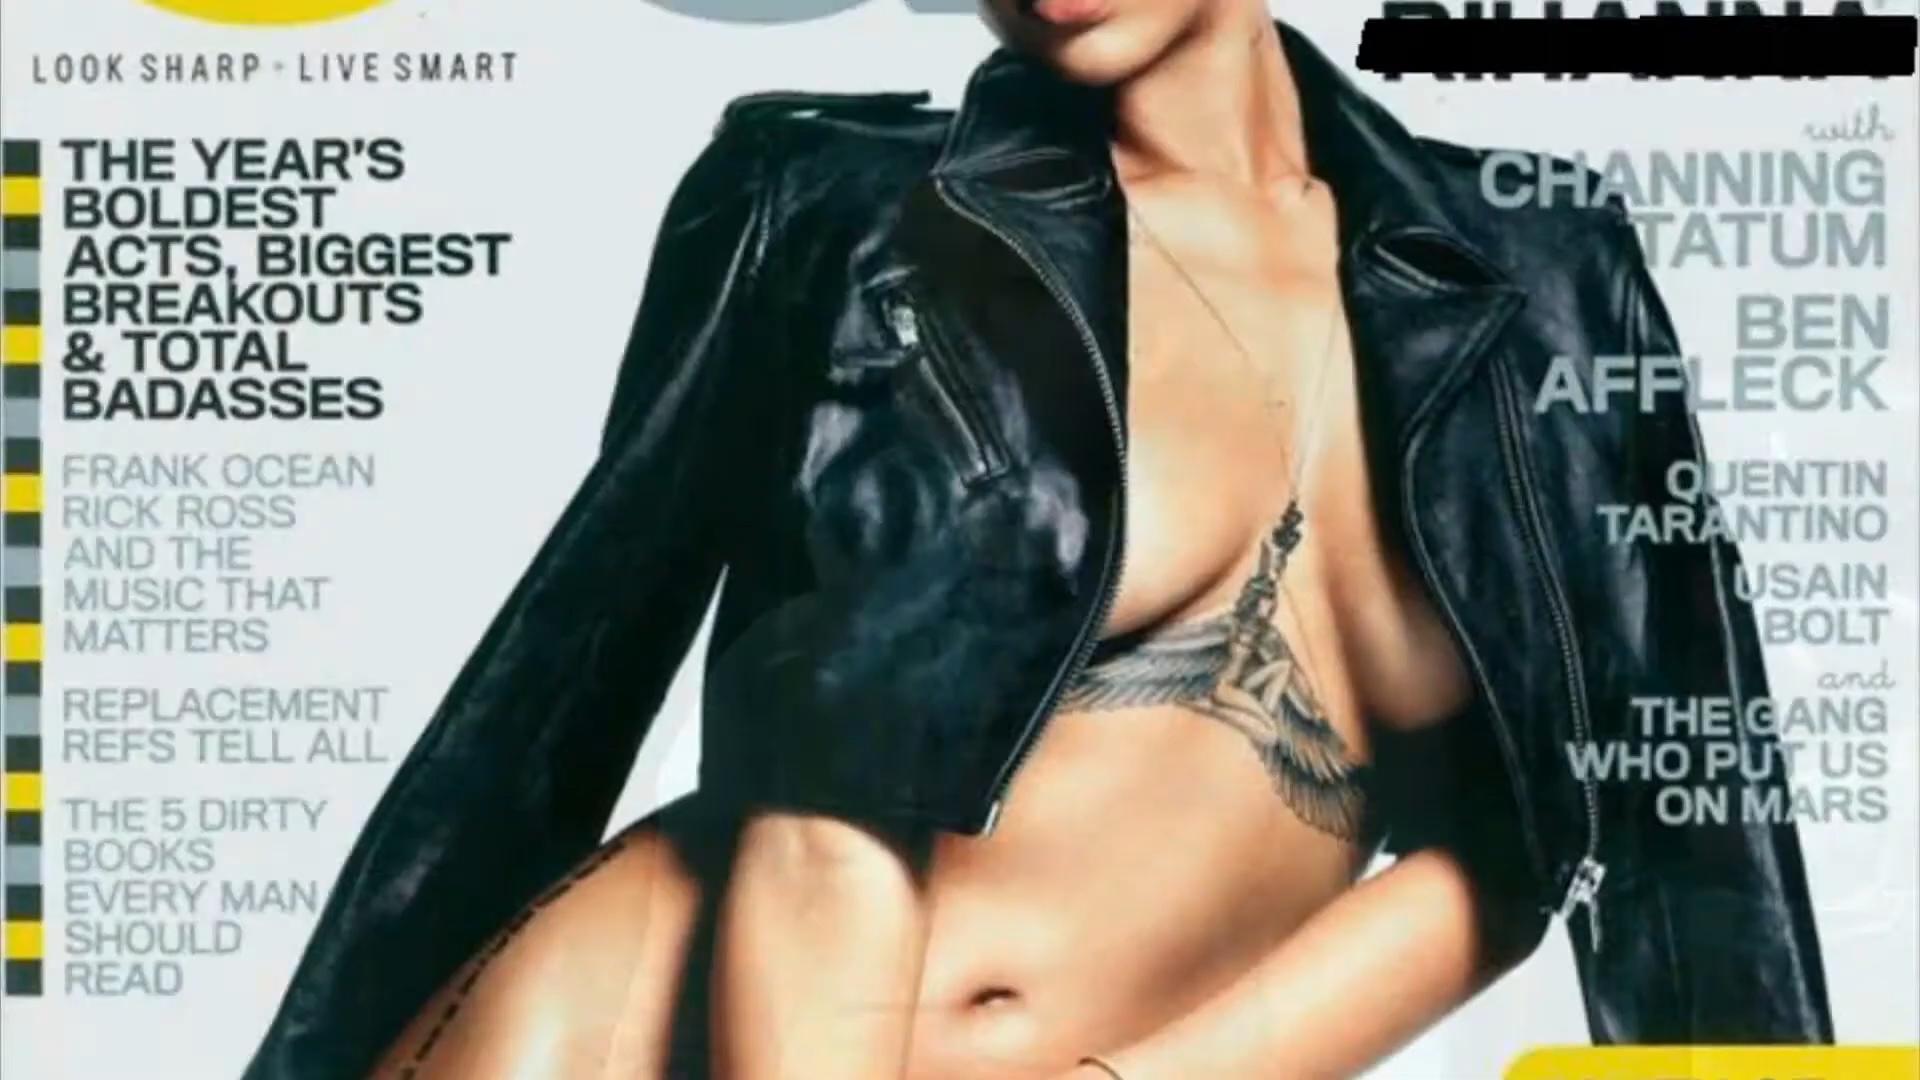 LOOK SHARP • LIVE SMART
THE YEAR'S
BOLDEST
ACTS, BIGGEST
BREAKOUTS
& TOTAL
BADASSES
FRANK OCEAN
RICK ROSS
AND THE
MUSIC THAT
MATTERS
REPLACEMENT
REFS TELL ALL
THE 5 DIRTY
BOOKS
EVERY MAN
SHOULD
READ
RIHANNA
with
CHANNING
TATUM
BEN
AFFLECK
QUENTIN
TARANTINO
USAIN
BOLT
and
THE GANG
WHO PUT US
ON MARS